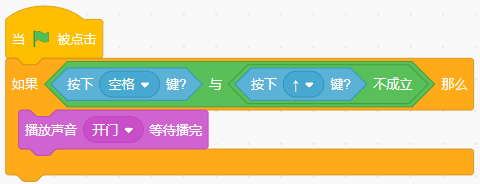 当 被点击
如果 按下 空格 键? 与 按下 ↑ 键? 不成立 那么
播放声音 开门 等待播完